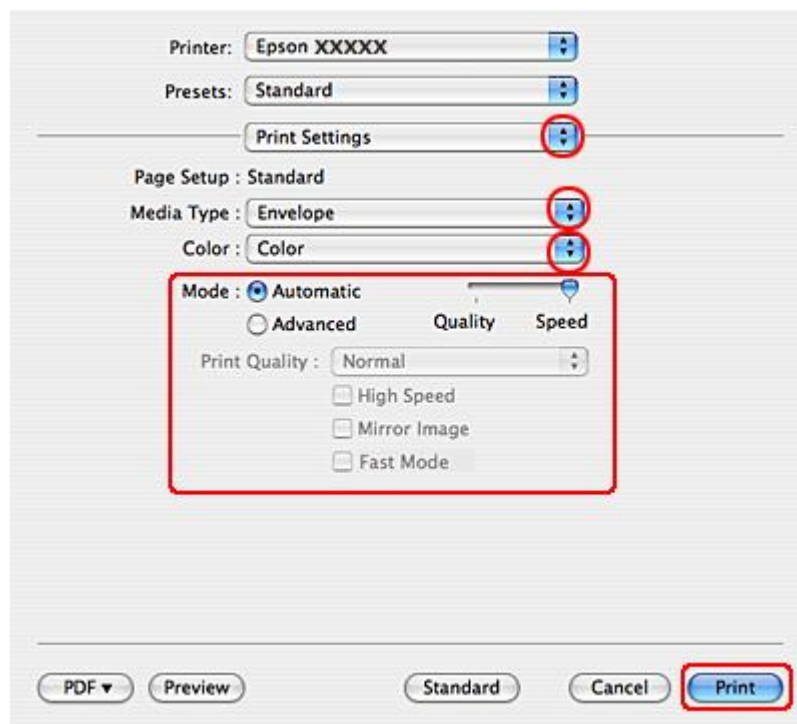 Printer: Epson XXXXX
Presets: Standard
Print Settings
Page Setup : Standard
Media Type : Envelope
Color : Color
Mode : Automatic
Advanced Quality Speed
Print Quality : Normal
High Speed
Mirror Image
Fast Mode
PDF ▼ Preview Standard Cancel Print